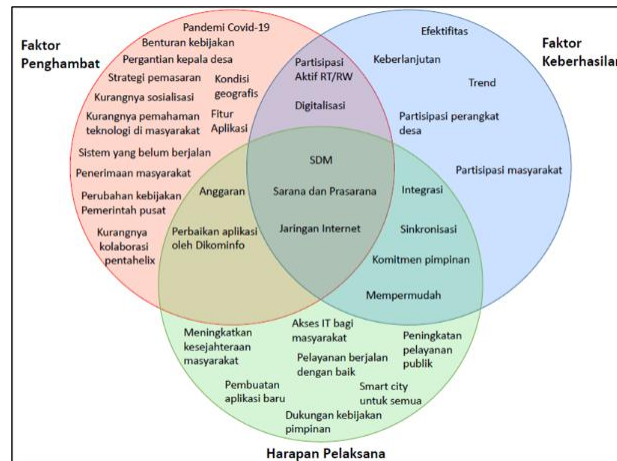 Faktor
Penghambat
Pandemi Covid-19
Benturan kebijakan
Pergantian kepala desa
Strategi pemasaran
Kondisi
geografis
Kurangnya sosialisasi
Kurangnya pemahaman
teknologi di masyarakat
Fitur
Aplikasi
Sistem yang belum berjalan
Penerimaan masyarakat
Perubahan kebijakan
Pemerintah pusat
Kurangnya
kolaborasi
pentahelix
Partisipasi
Aktif RT/RW
Digitalisasi
Faktor
Keberhasilan
Efektifitas
Keberlanjutan
Trend
Partisipasi perangkat
desa
Partisipasi masyarakat
SDM
Sarana dan Prasarana
Jaringan Internet
Anggaran
Perbaikan aplikasi
oleh Dikominfo
Integrasi
Sinkronisasi
Komitmen pimpinan
Mempermudah
Meningkatkan
kesejahteraan
masyarakat
Akses IT bagi
masyarakat
Peningkatan
pelayanan
publik
Pelayanan berjalan
dengan baik
Pembuatan
aplikasi baru
Smart city
untuk semua
Dukungan kebijakan
pimpinan
Harapan Pelaksana